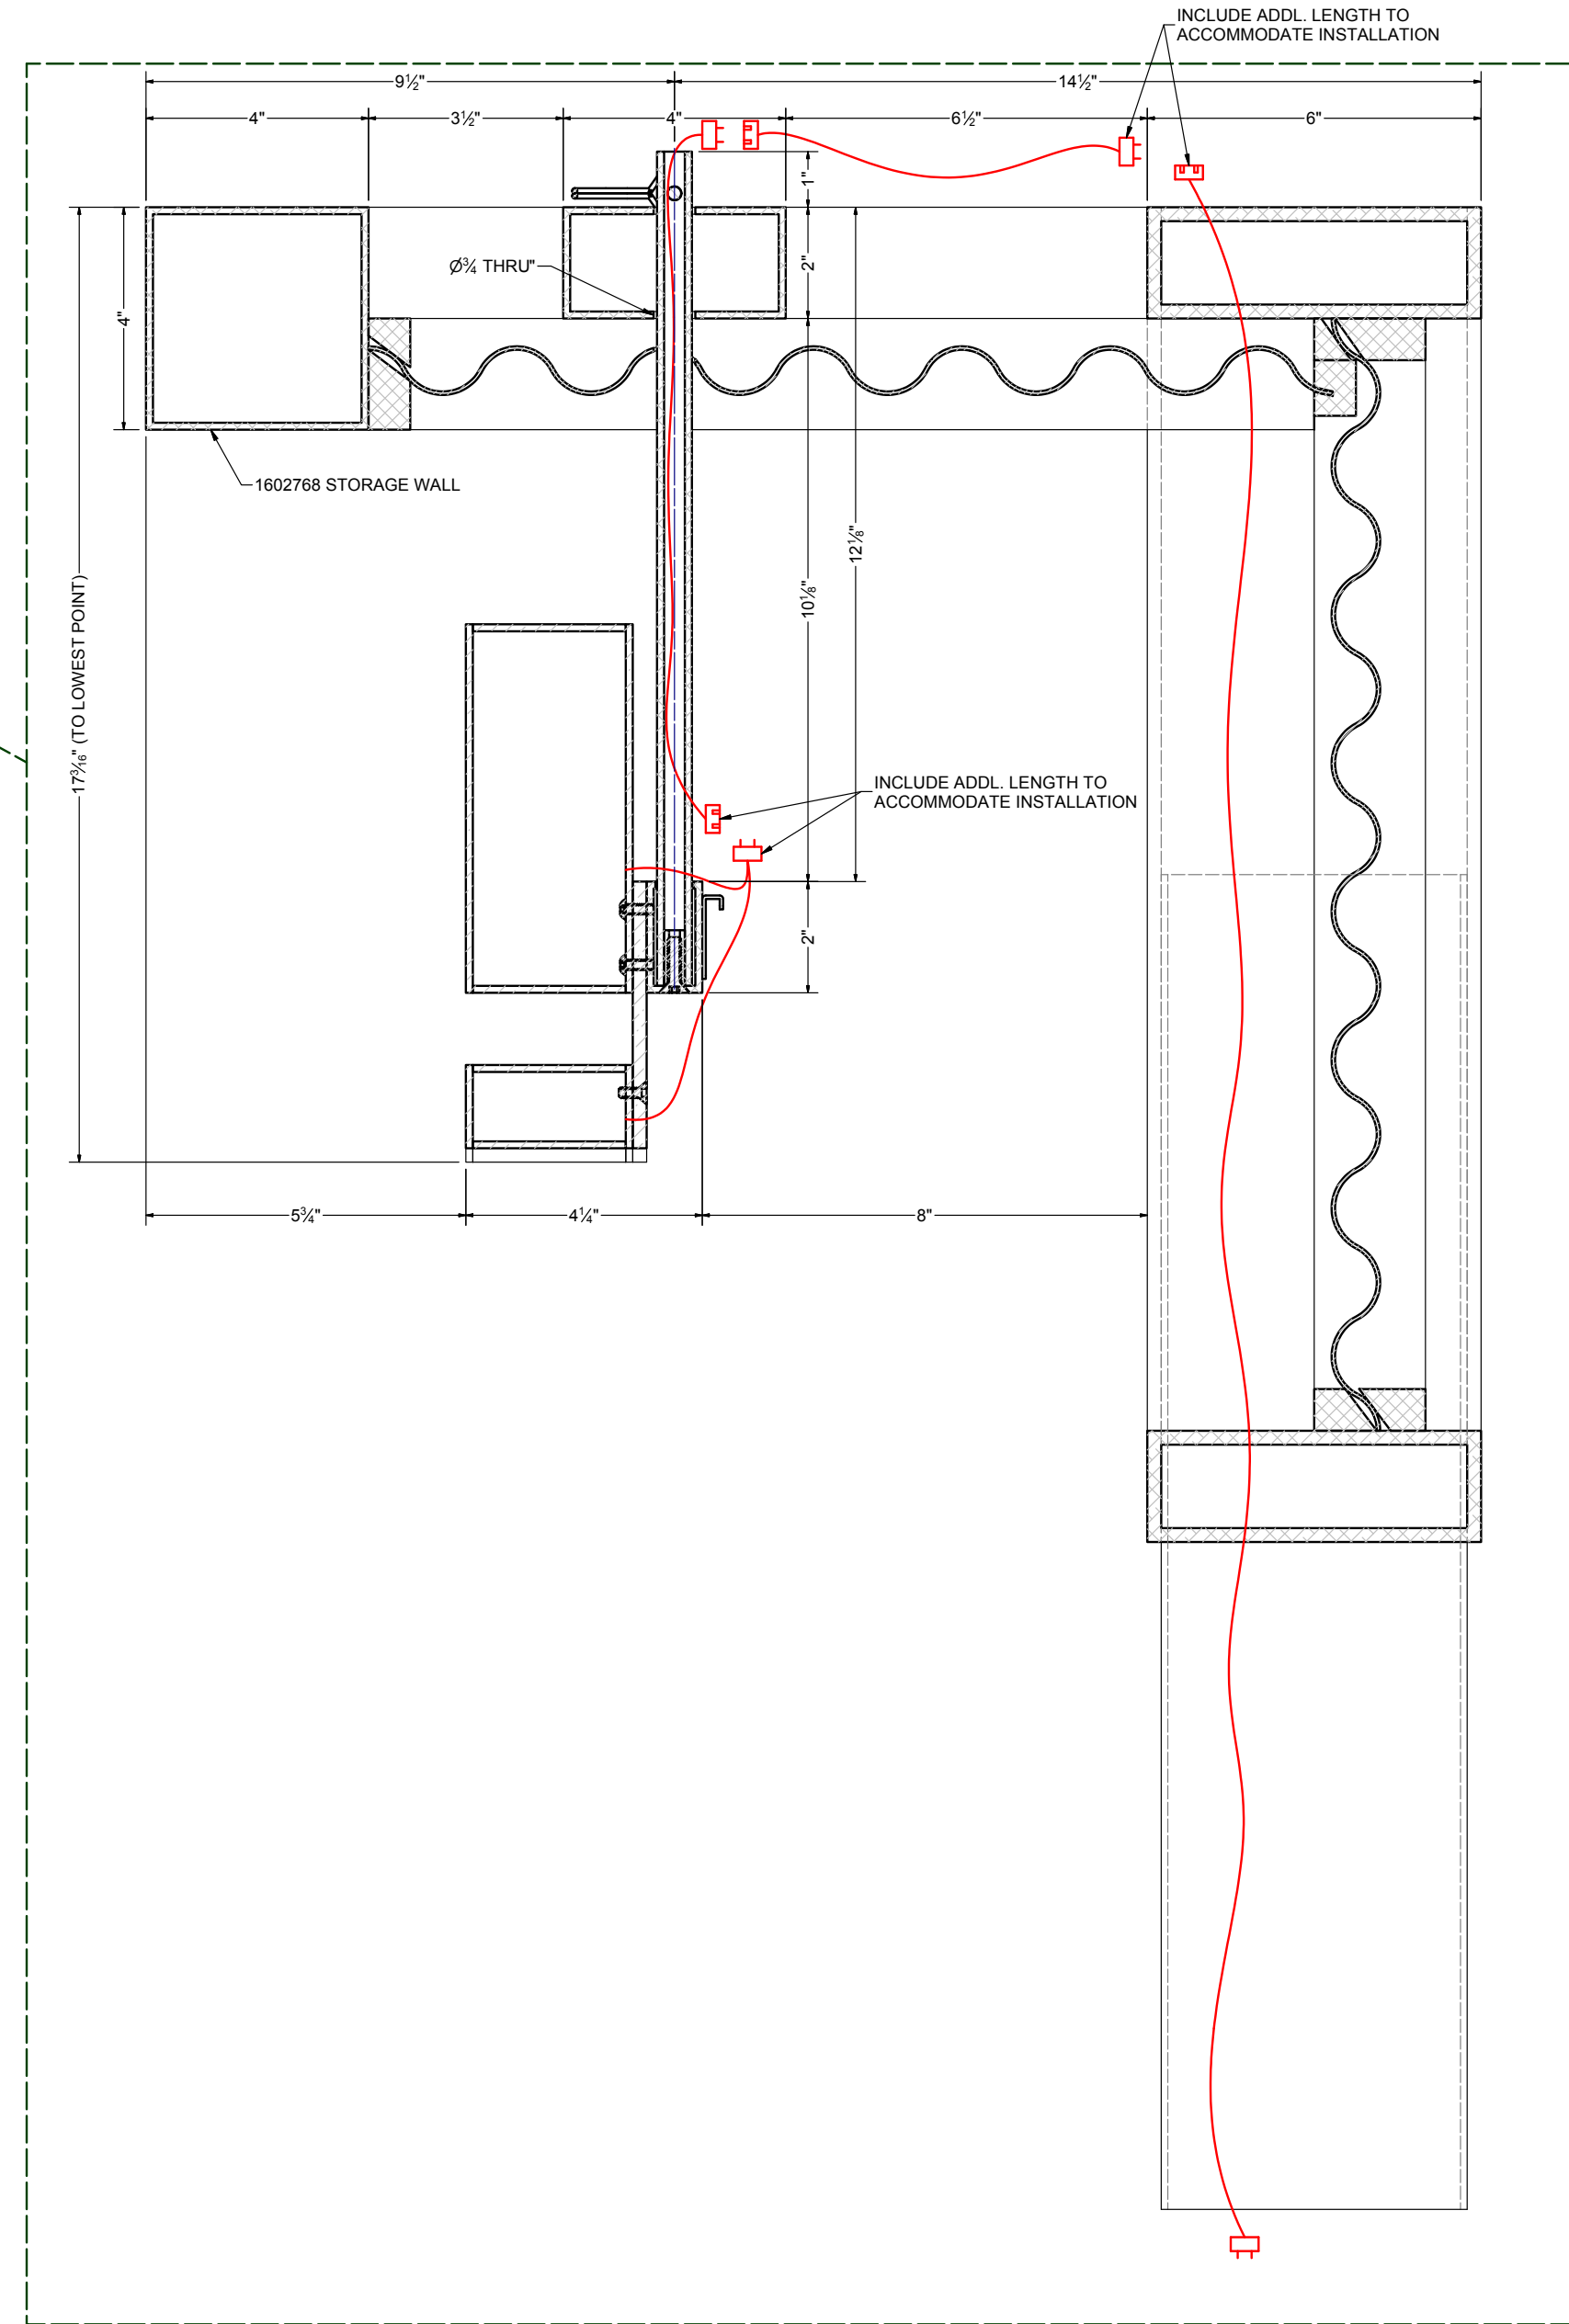 INCLUDE ADDL. LENGTH TO
ACCOMMODATE INSTALLATION
9½"
14½"
4"
3½"
4"
6½"
6"
1"
Ø¾ THRU"
2"
4"
1602768 STORAGE WALL
12⅛"
10⅛"
17³⁄₁₆" (TO LOWEST POINT)
INCLUDE ADDL. LENGTH TO
ACCOMMODATE INSTALLATION
2"
5¾"
4¼"
8"